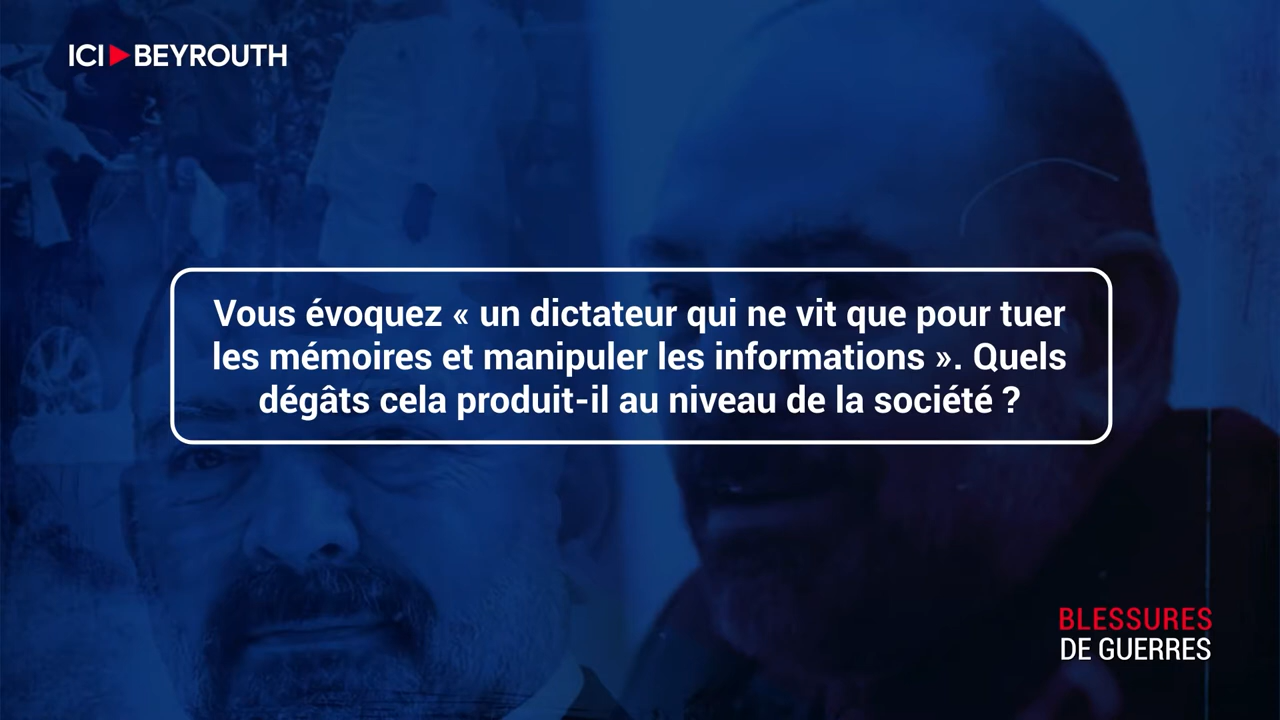 ICI BEYROUTH
Vous évoquez « un dictateur qui ne vit que pour tuer
les mémoires et manipuler les informations ». Quels
dégâts cela produit-il au niveau de la société ?
BLESSURES
DE GUERRES